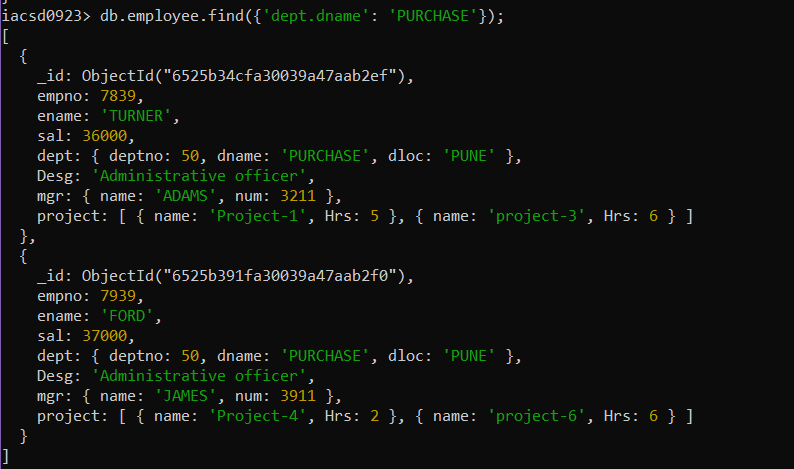 iacsd0923> db.employee.find({'dept.dname': 'PURCHASE'});
[
  {
    _id: ObjectId("6525b34cfa30039a47aab2ef"),
    empno: 7839,
    ename: 'TURNER',
    sal: 36000,
    dept: { deptno: 50, dname: 'PURCHASE', dloc: 'PUNE' },
    Desg: 'Administrative officer',
    mgr: { name: 'ADAMS', num: 3211 },
    project: [ { name: 'Project-1', Hrs: 5 }, { name: 'project-3', Hrs: 6 } ]
  },
  {
    _id: ObjectId("6525b391fa30039a47aab2f0"),
    empno: 7939,
    ename: 'FORD',
    sal: 37000,
    dept: { deptno: 50, dname: 'PURCHASE', dloc: 'PUNE' },
    Desg: 'Administrative officer',
    mgr: { name: 'JAMES', num: 3911 },
    project: [ { name: 'Project-4', Hrs: 2 }, { name: 'project-6', Hrs: 6 } ]
  }
]